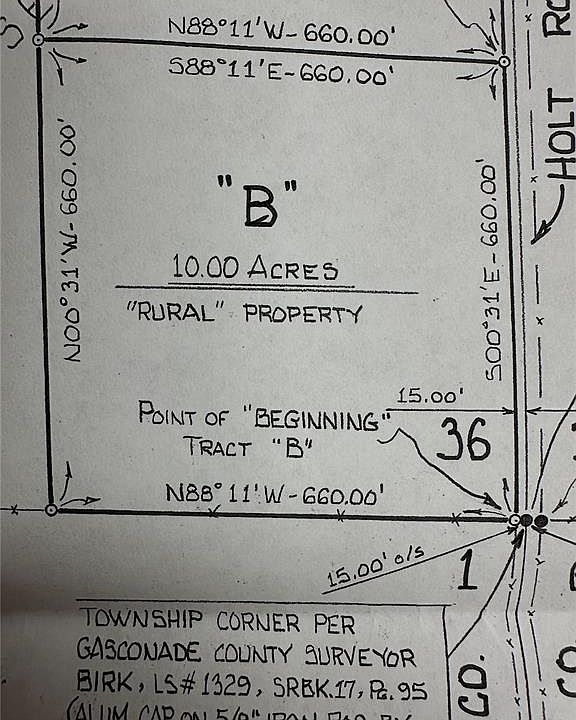 N88°11'W-660.00'
S88°11'E-660.00'
HOLT
N00°31'W-660.00'
S00°31'E-660.00'
"B"
10.00 ACRES
"RURAL" PROPERTY
15.00'
POINT OF "BEGINNING"
TRACT "B"
36
N88°11'W-660.00'
15.00' o/s
1
TOWNSHIP CORNER PER
GASCONADE COUNTY SURVEYOR
BIRK, LS#1329, SRBK.17, PG.95
CO.